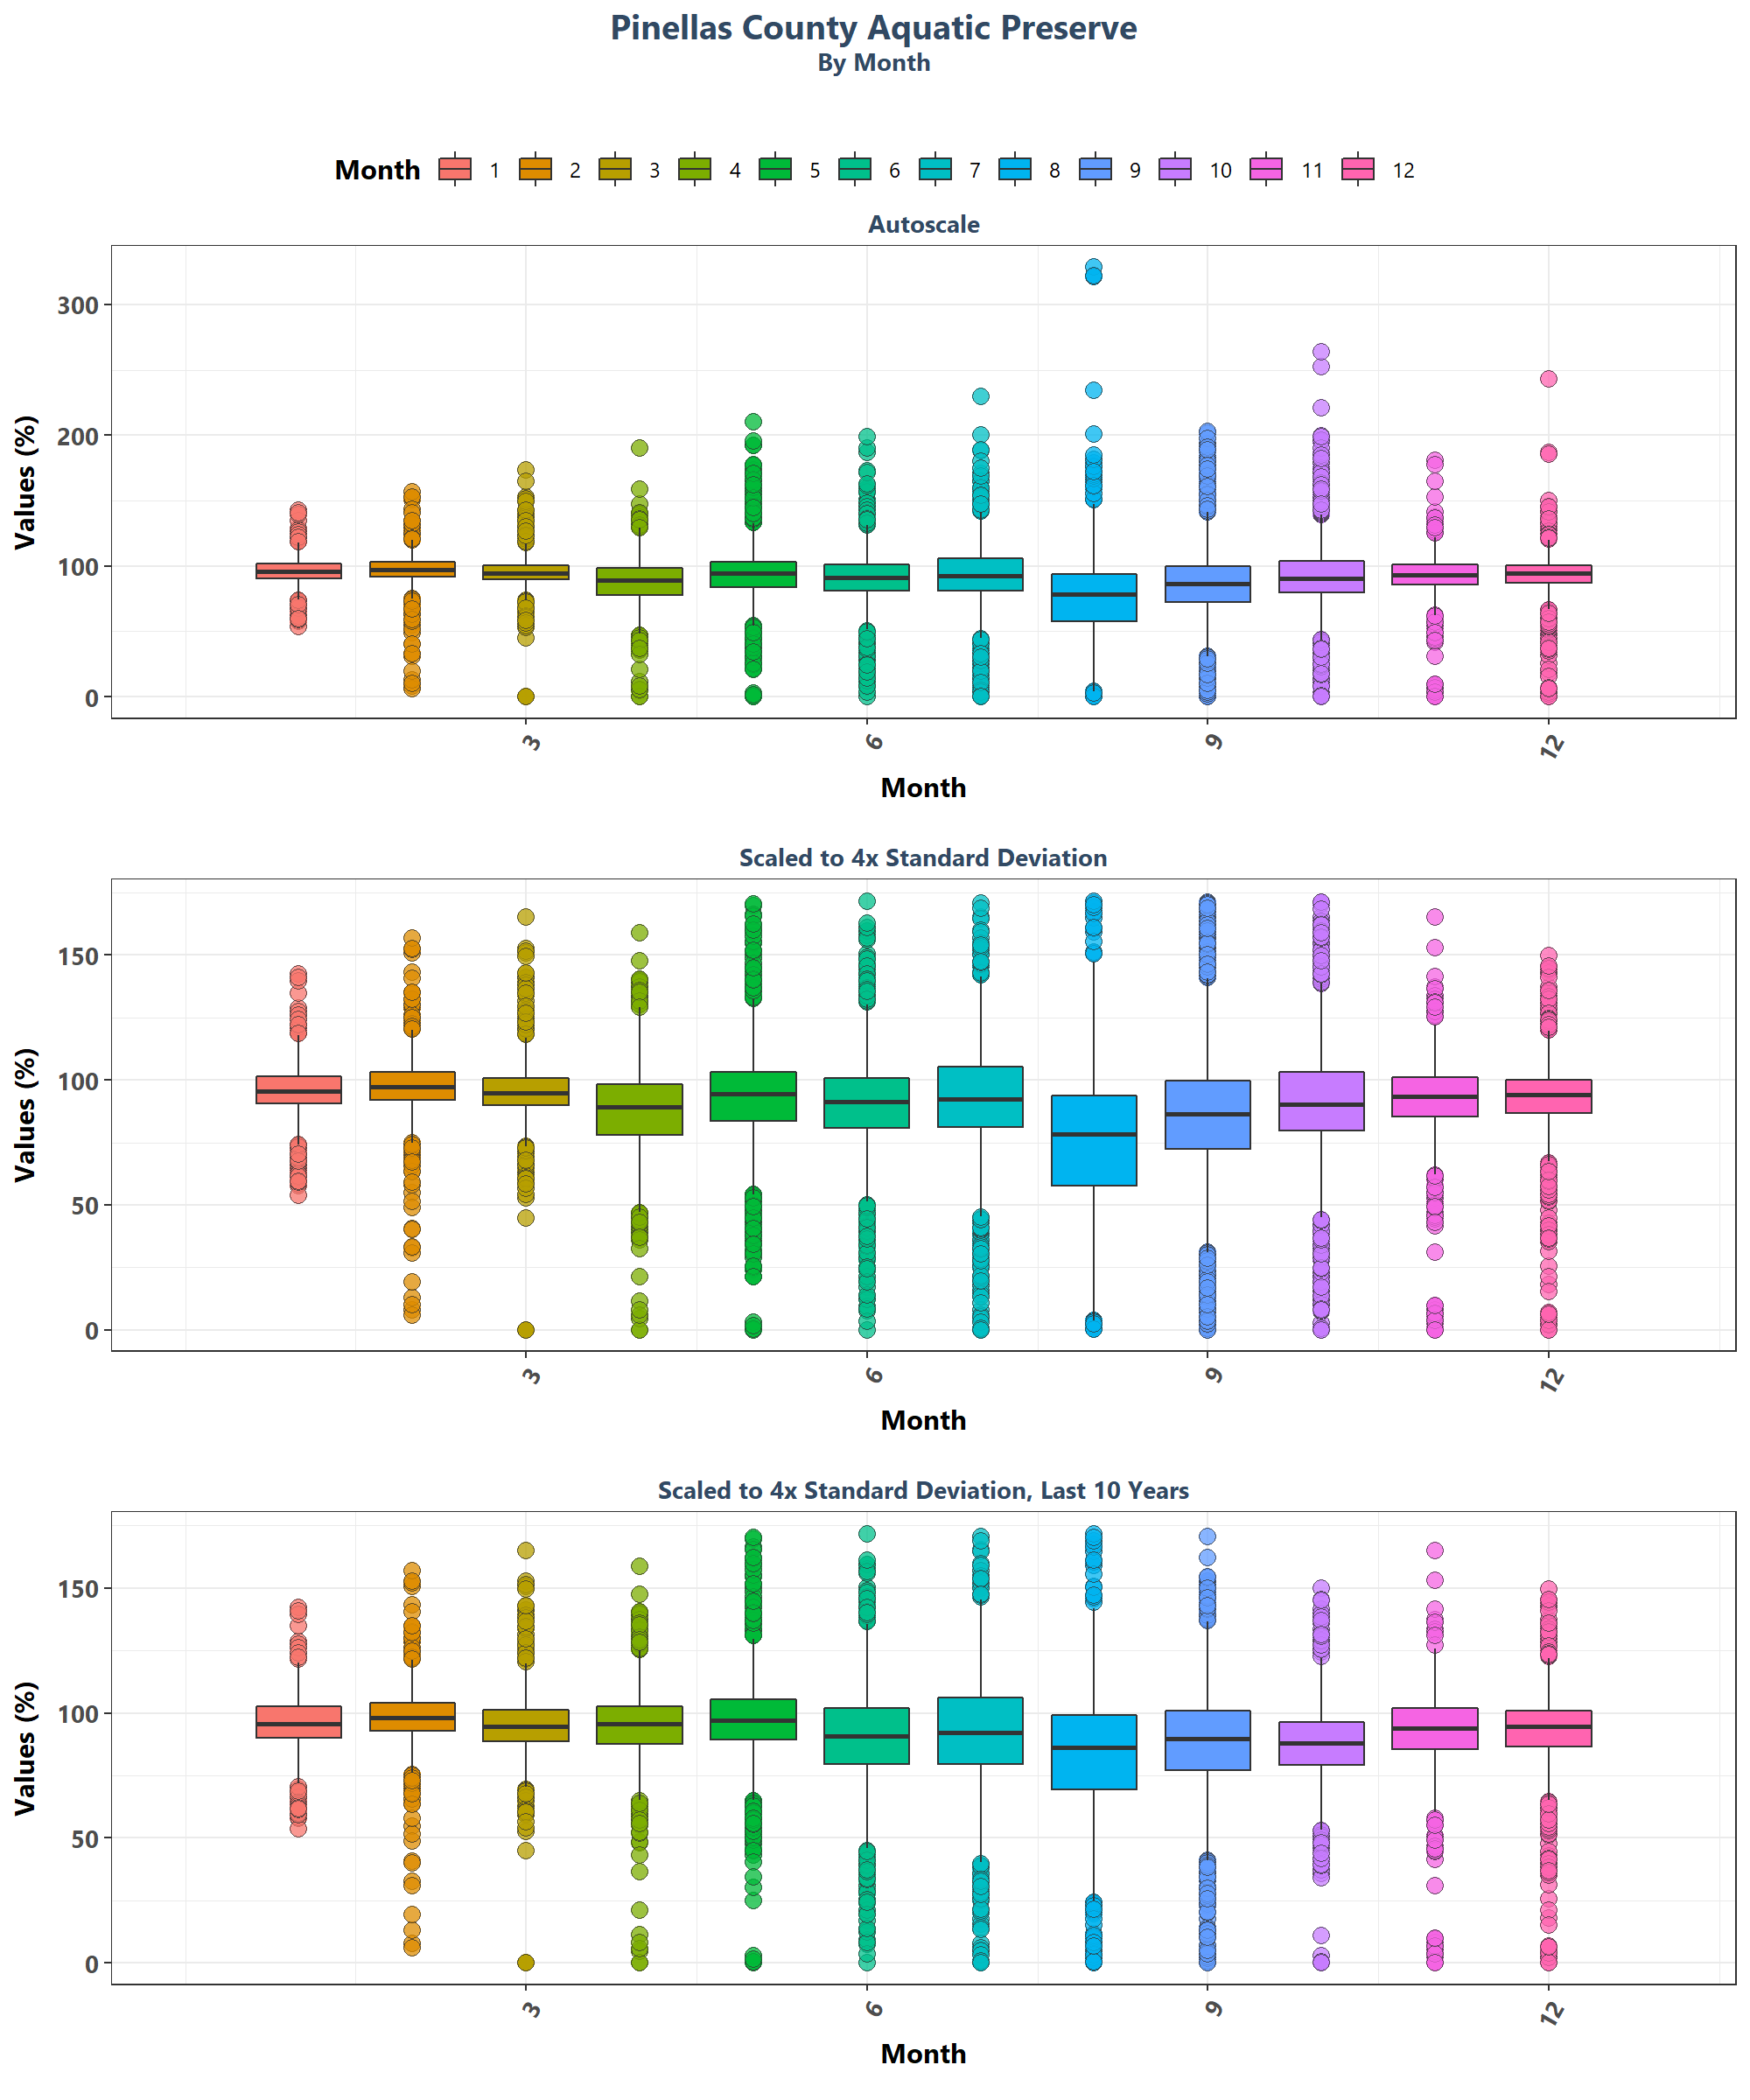 Pinellas County Aquatic Preserve
By Month
Month 1 2 3 4 5 6 7 8 9 10 11 12
Autoscale
Values (%)
300
200
100
0
3 6 9 12
Month
Scaled to 4x Standard Deviation
Values (%)
150
100
50
0
3 6 9 12
Month
Scaled to 4x Standard Deviation, Last 10 Years
Values (%)
150
100
50
0
3 6 9 12
Month